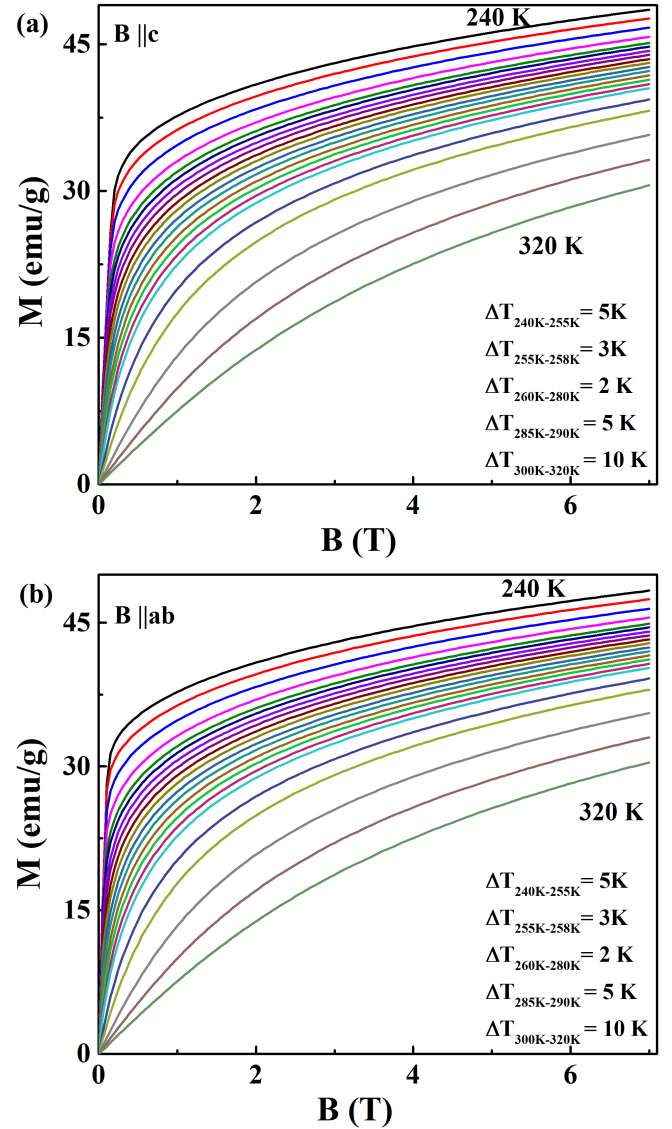 (a)
B ||c
240 K
45
30
15
0
M (emu/g)
320 K
ΔT240K-255K= 5K
ΔT255K-258K= 3K
ΔT260K-280K= 2 K
ΔT285K-290K= 5 K
ΔT300K-320K= 10 K
0 2 4 6
B (T)
(b)
B ||ab
240 K
45
30
15
0
M (emu/g)
320 K
ΔT240K-255K= 5K
ΔT255K-258K= 3K
ΔT260K-280K= 2 K
ΔT285K-290K= 5 K
ΔT300K-320K= 10 K
0 2 4 6
B (T)